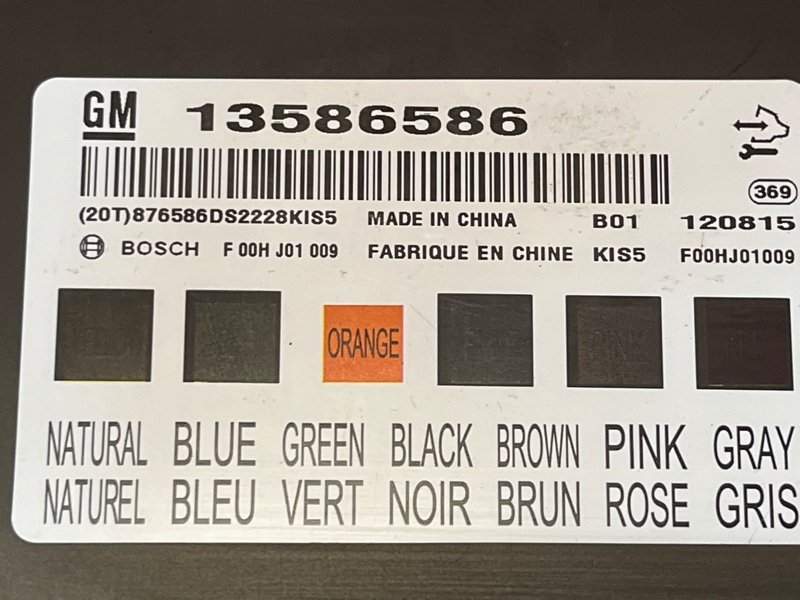 GM 13586586
369
(20T)876586DS2228KIS5 MADE IN CHINA B01 120815
BOSCH F 00H J01 009 FABRIQUE EN CHINE KIS5 F00HJ01009
ORANGE
NATURAL BLUE GREEN BLACK BROWN PINK GRAY
NATUREL BLEU VERT NOIR BRUN ROSE GRIS